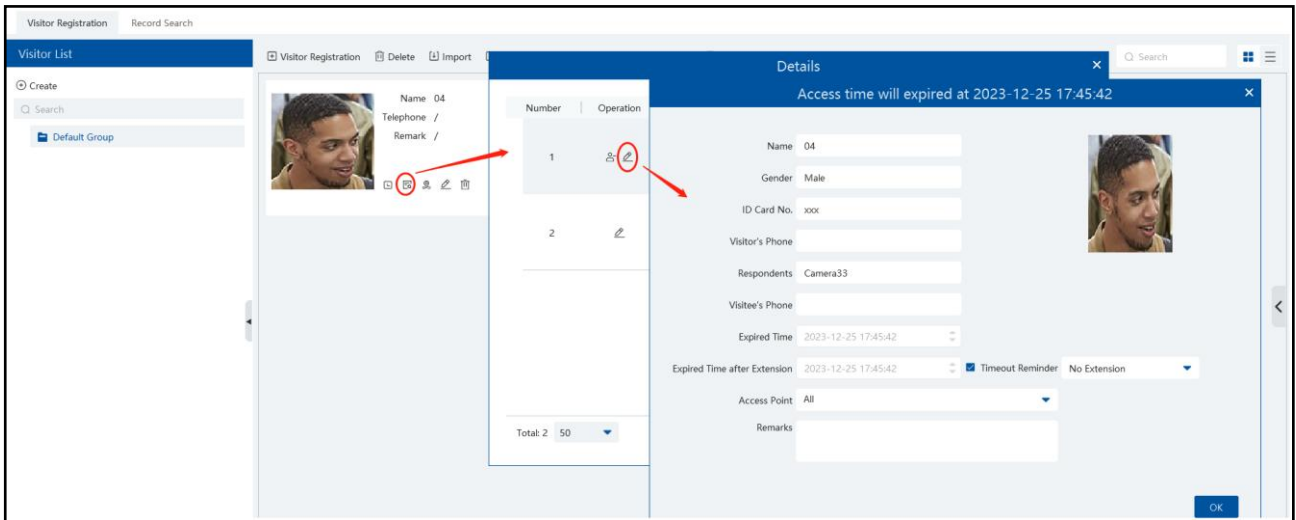 Visitor Registration Record Search
Visitor List
Create
Search
Default Group
Visitor Registration Delete Import
Search
Name 04
Telephone /
Remark /
Details
Number Operation
1
2
Total: 2 50
Access time will expired at 2023-12-25 17:45:42
Name 04
Gender Male
ID Card No. xxx
Visitor's Phone
Respondents Camera33
Visitee's Phone
Expired Time 2023-12-25 17:45:42
Expired Time after Extension 2023-12-25 17:45:42 Timeout Reminder No Extension
Access Point All
Remarks
OK